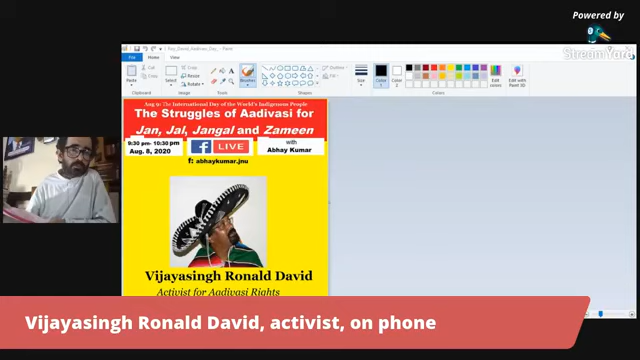 Powered by
StreamYard
File
Home
View
Paste
Cut
Copy
Clipboard
Select
Crop
Resize
Rotate
Image
Tools
Brushes
Shapes
Outline
Fill
Size
Color 1
Color 2
Colors
Edit colors
Edit with Paint 3D
Aug 9: The International Day of the World's Indigenous People
The Struggles of Aadivasi for
Jan, Jal, Jangal and Zameen
9:30 pm- 10:30 pm
Aug. 8, 2020
f LIVE
with
Abhay Kumar
f: abhaykumar.jnu
Vijayasingh Ronald David
Activist for Aadivasi Rights
Vijayasingh Ronald David, activist, on phone